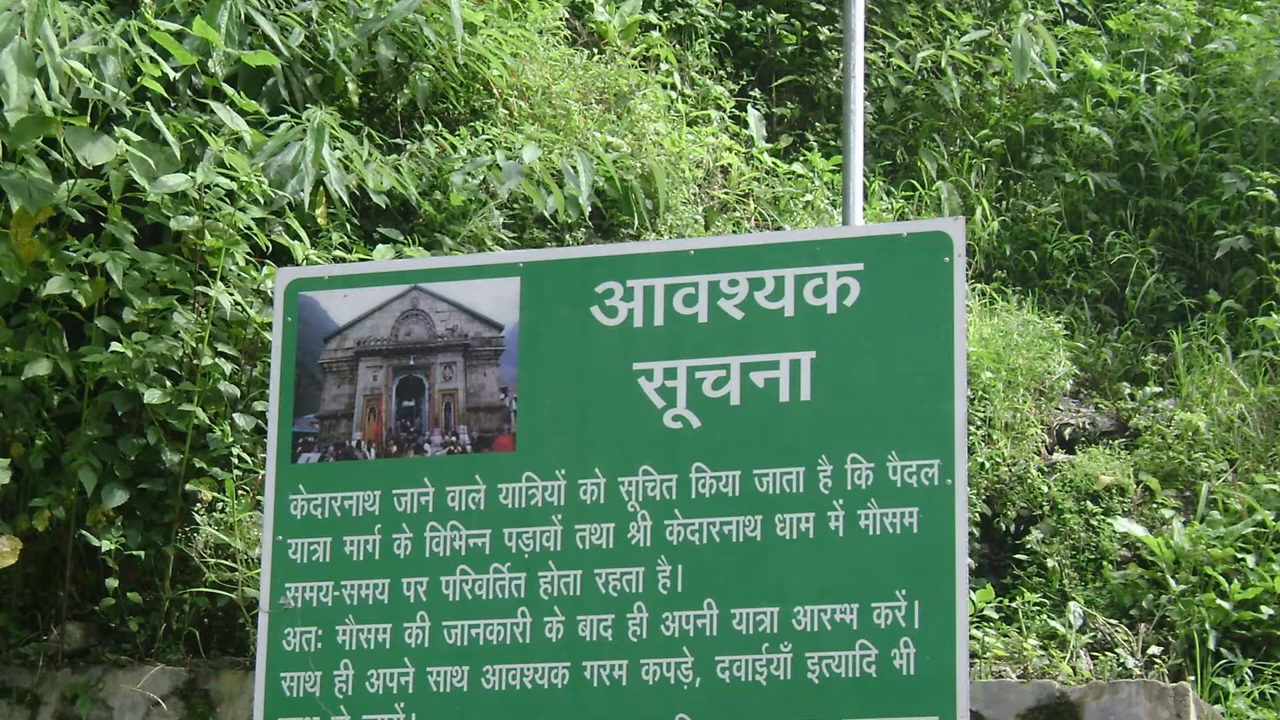 आवश्यक
सूचना
केदारनाथ जाने वाले यात्रियों को सूचित किया जाता है कि पैदल
यात्रा मार्ग के विभिन्न पड़ावों तथा श्री केदारनाथ धाम में मौसम
समय-समय पर परिवर्तित होता रहता है।
अतः मौसम की जानकारी के बाद ही अपनी यात्रा आरम्भ करें।
साथ ही अपने साथ आवश्यक गरम कपड़े, दवाईयाँ इत्यादि भी